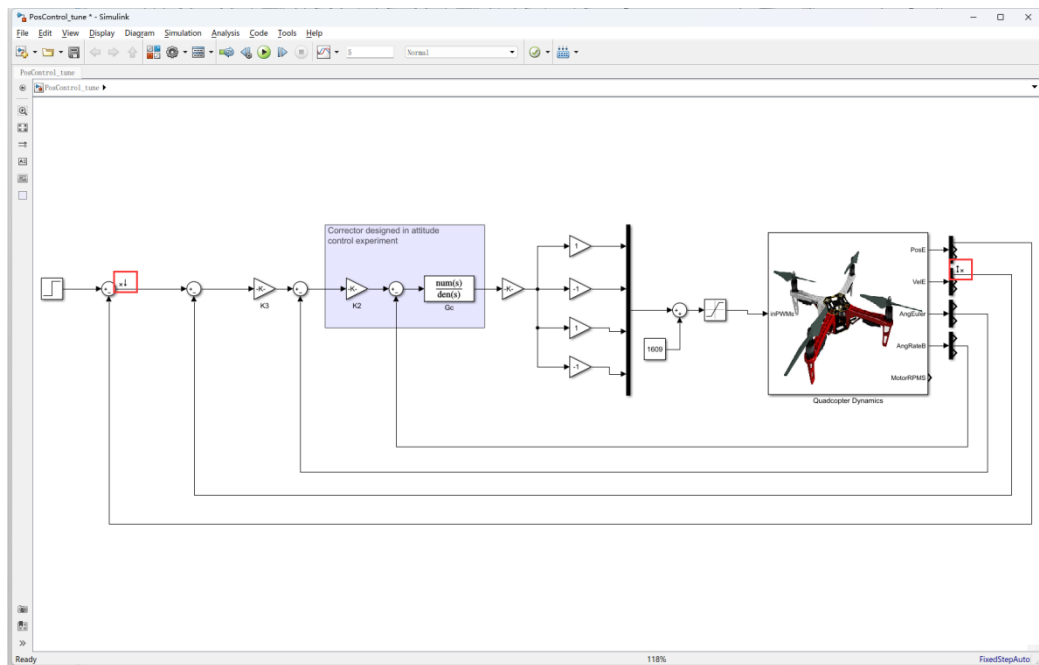 PosControl_tune * - Simulink
File Edit View Display Diagram Simulation Analysis Code Tools Help
5 Normal
PosControl_tune
PosControl_tune
Corrector designed in attitude
control experiment
-K-
K3
-K-
K2
num(s)
den(s)
Gc
-K-
1
-1
1
-1
1609
inPWMs
PosE
VelE
AngEuler
AngRateB
MotorRPMS
Quadcopter Dynamics
Ready 118% FixedStepAuto